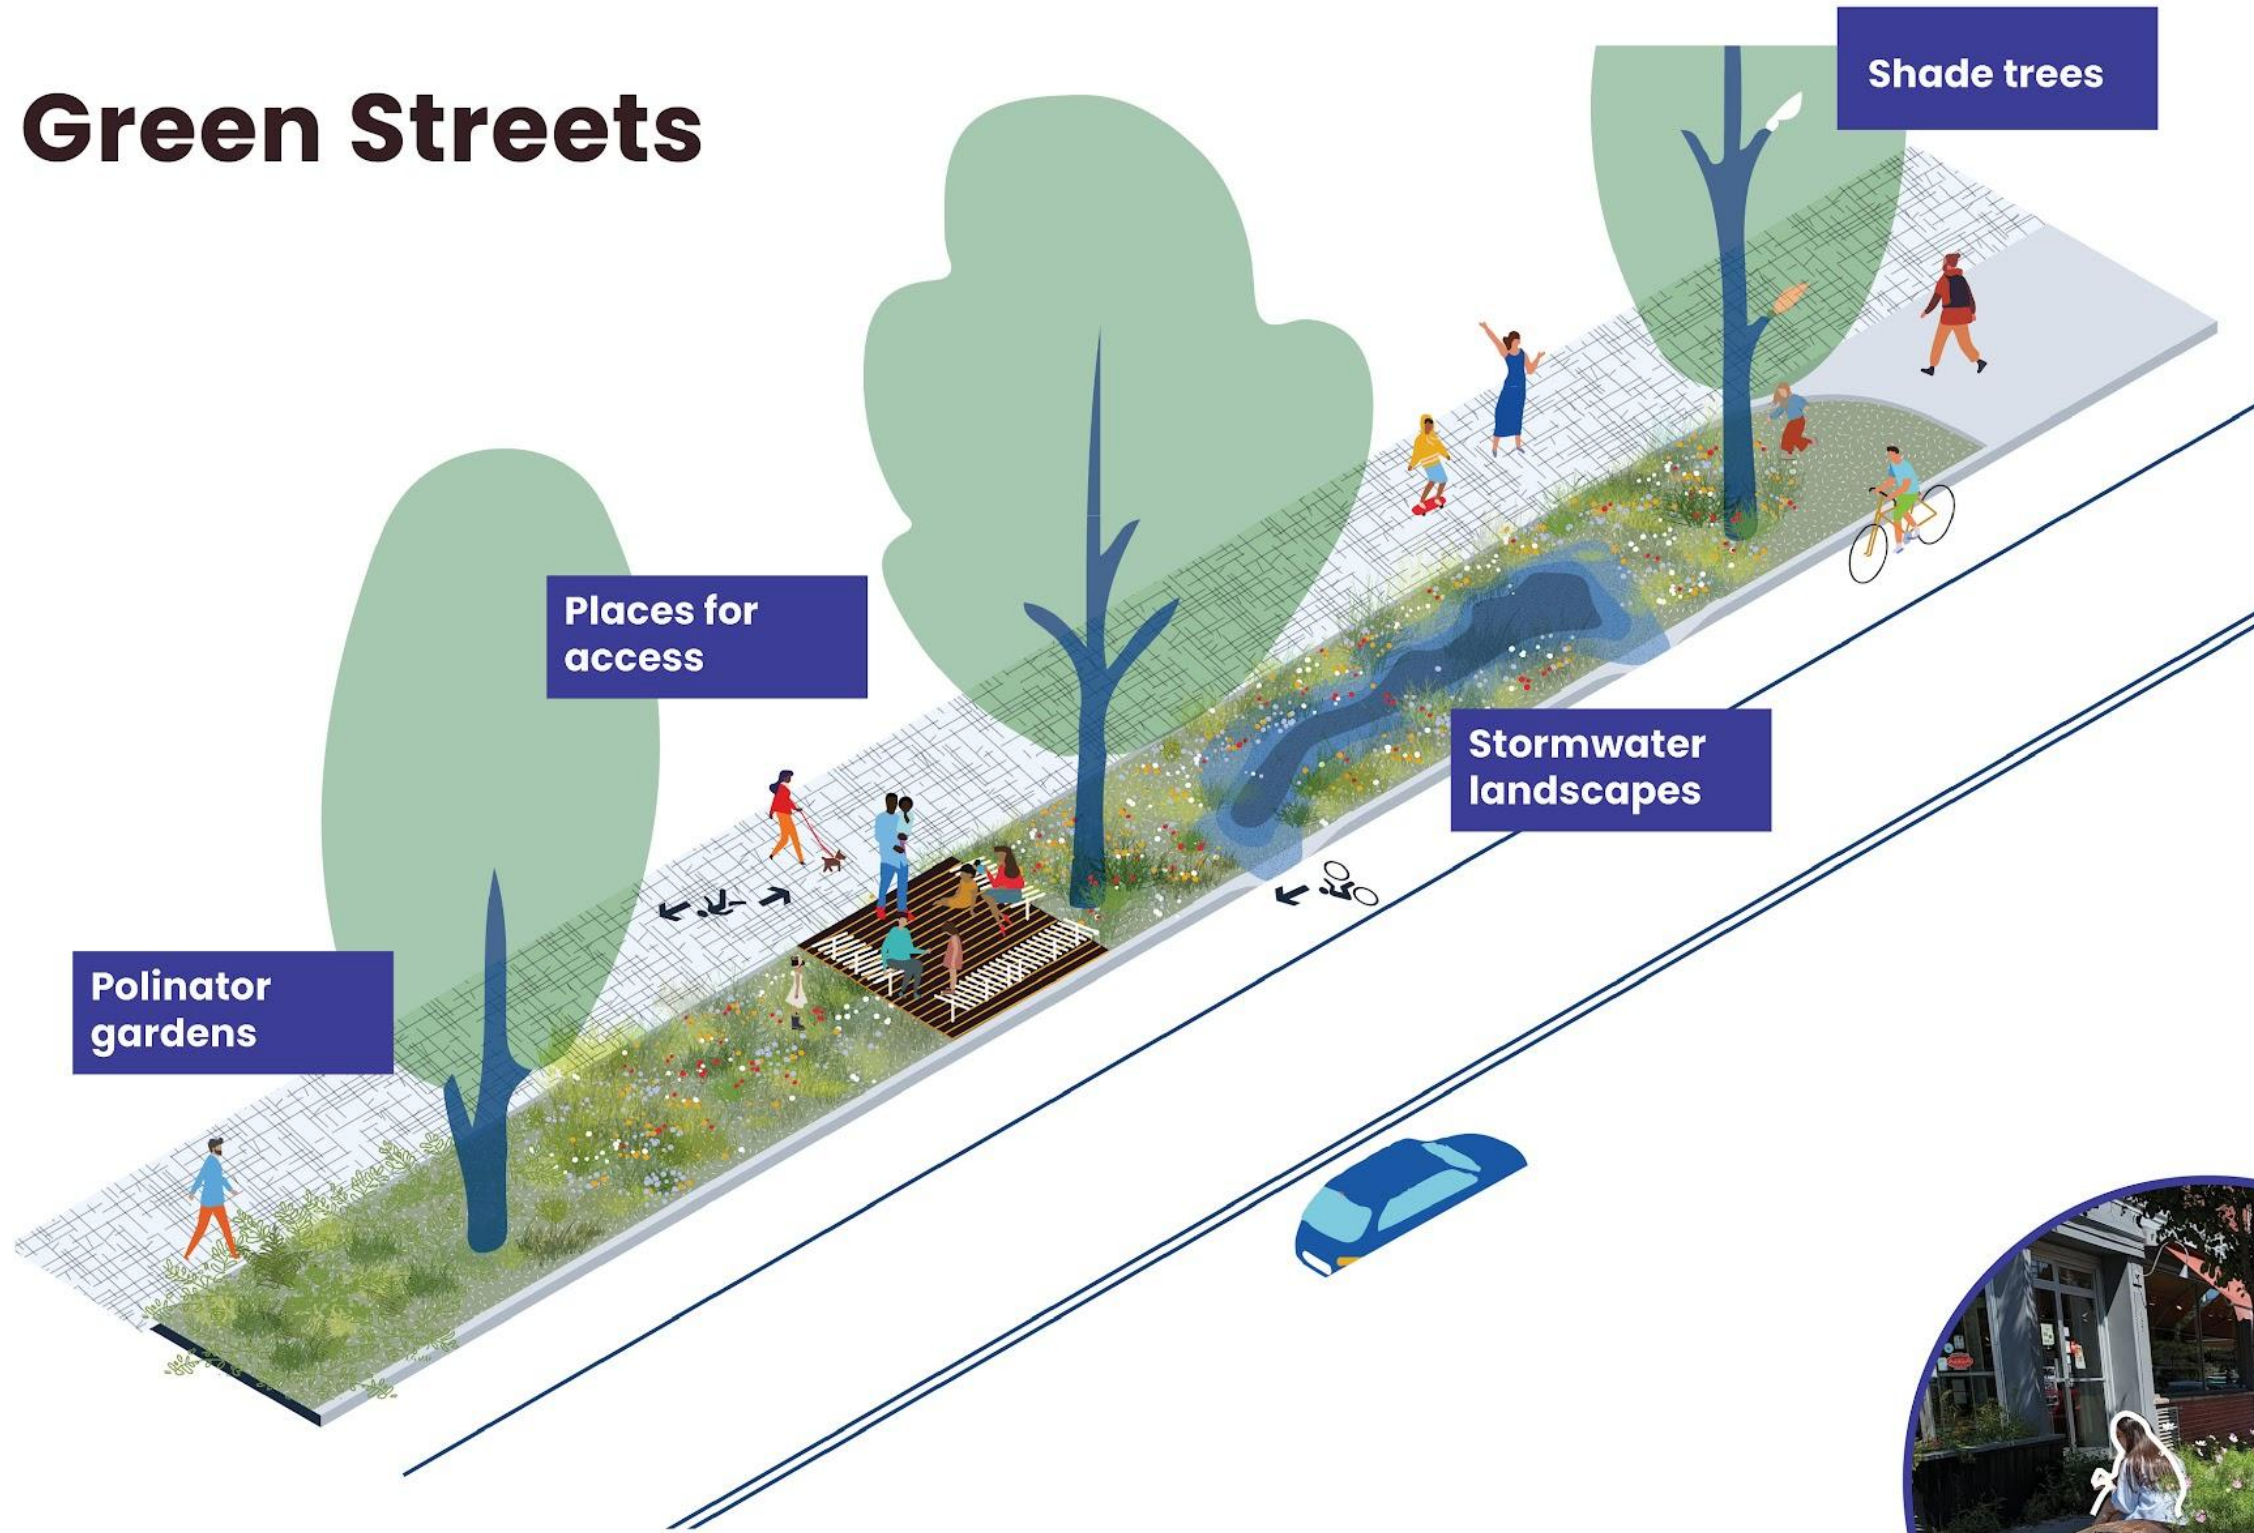 Green Streets
Shade trees
Places for
access
Stormwater
landscapes
Polinator
gardens